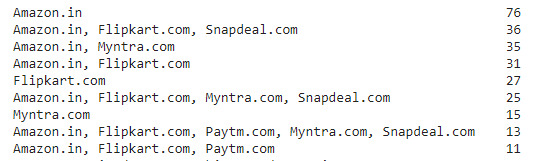 Amazon.in 76
Amazon.in, Flipkart.com, Snapdeal.com 36
Amazon.in, Myntra.com 35
Amazon.in, Flipkart.com 31
Flipkart.com 27
Amazon.in, Flipkart.com, Myntra.com, Snapdeal.com 25
Myntra.com 15
Amazon.in, Flipkart.com, Paytm.com, Myntra.com, Snapdeal.com 13
Amazon.in, Flipkart.com, Paytm.com 11